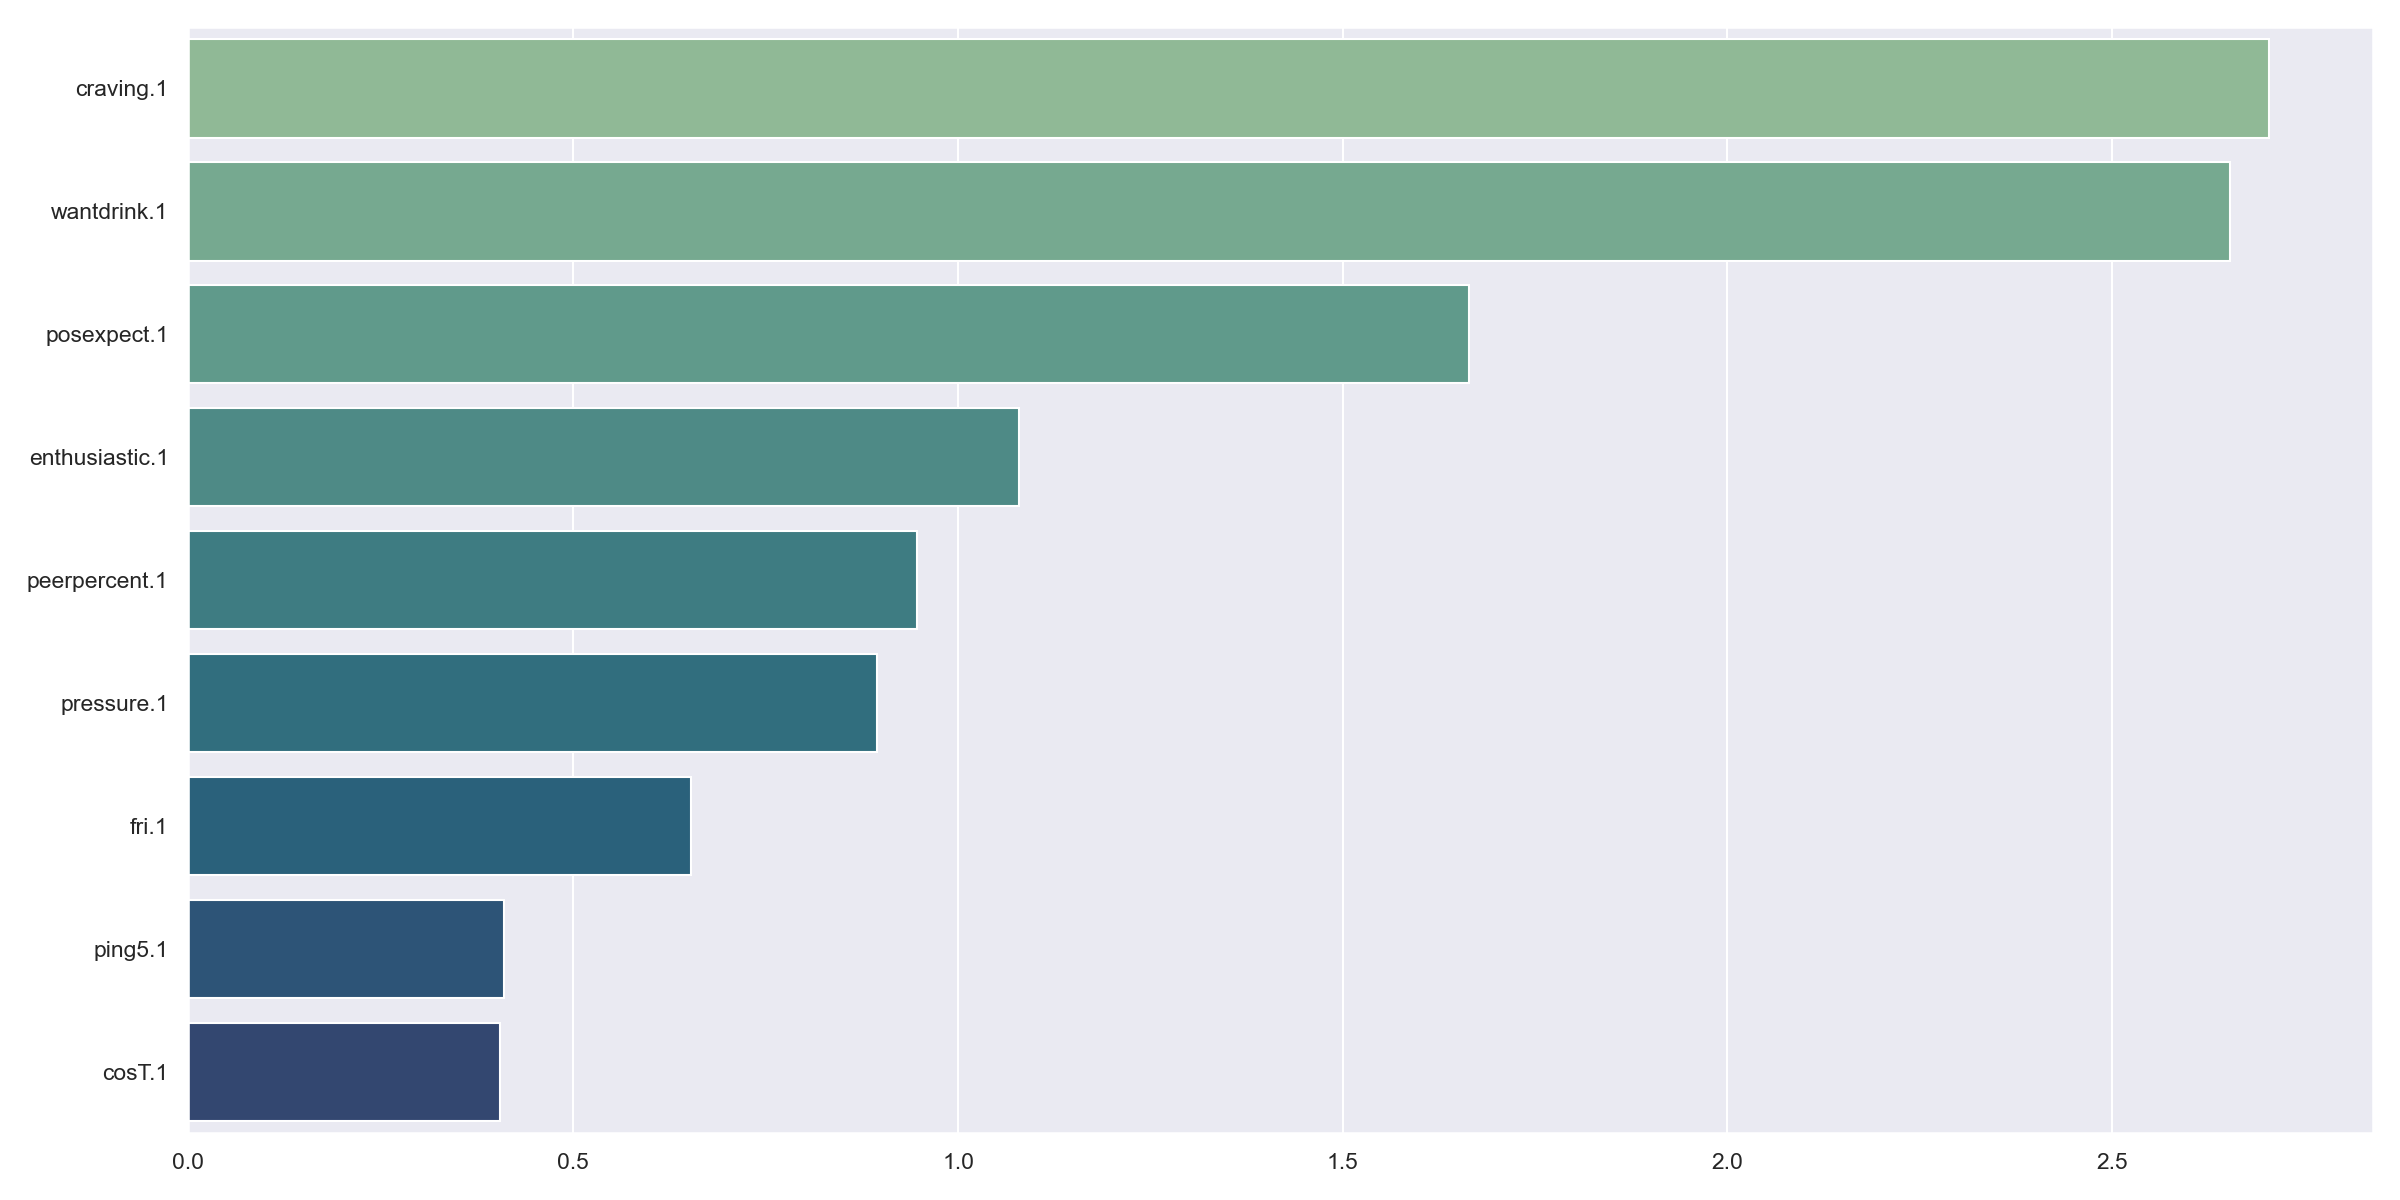 craving.1
wantdrink.1
posexpect.1
enthusiastic.1
peerpercent.1
pressure.1
fri.1
ping5.1
cosT.1
0.0 0.5 1.0 1.5 2.0 2.5